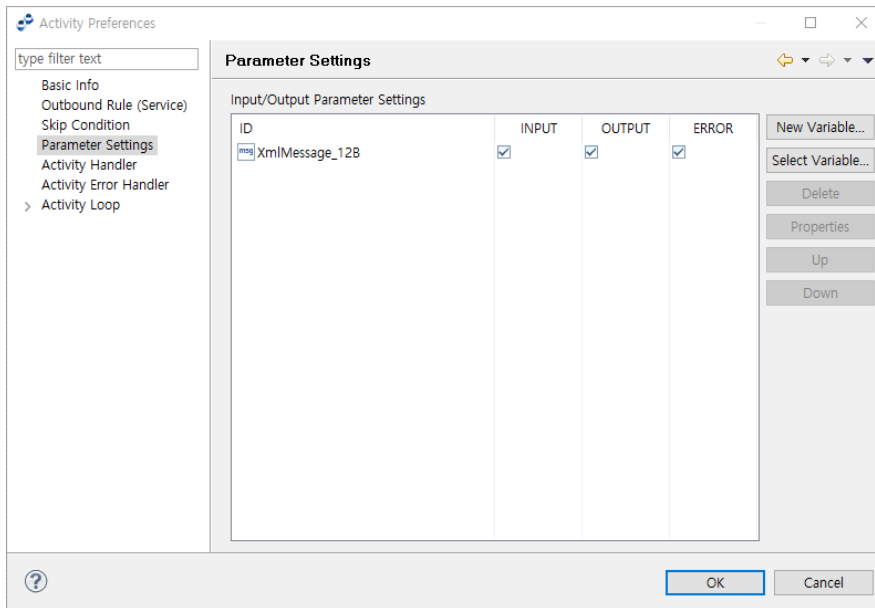 Activity Preferences
type filter text
Basic Info
Outbound Rule (Service)
Skip Condition
Parameter Settings
Activity Handler
Activity Error Handler
Activity Loop
Parameter Settings
Input/Output Parameter Settings
ID INPUT OUTPUT ERROR
msg XmlMessage_12B
New Variable...
Select Variable...
Delete
Properties
Up
Down
OK Cancel